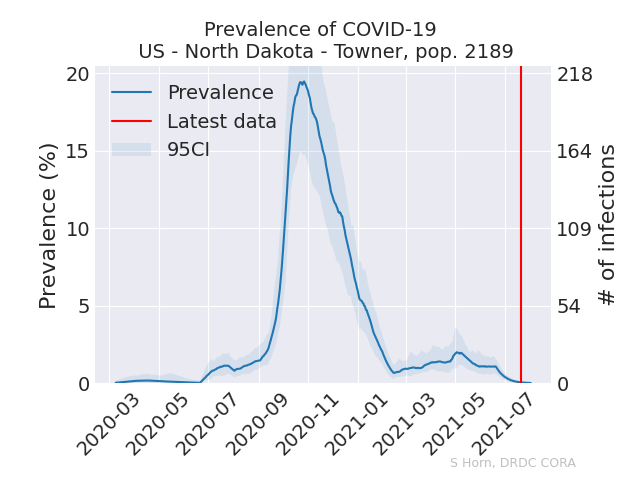 Prevalence of COVID-19
US - North Dakota - Towner, pop. 2189
Prevalence
Latest data
95CI
Prevalence (%)
20
15
10
5
0
# of infections
218
164
109
54
0
2020-03
2020-05
2020-07
2020-09
2020-11
2021-01
2021-03
2021-05
2021-07
S Horn, DRDC CORA